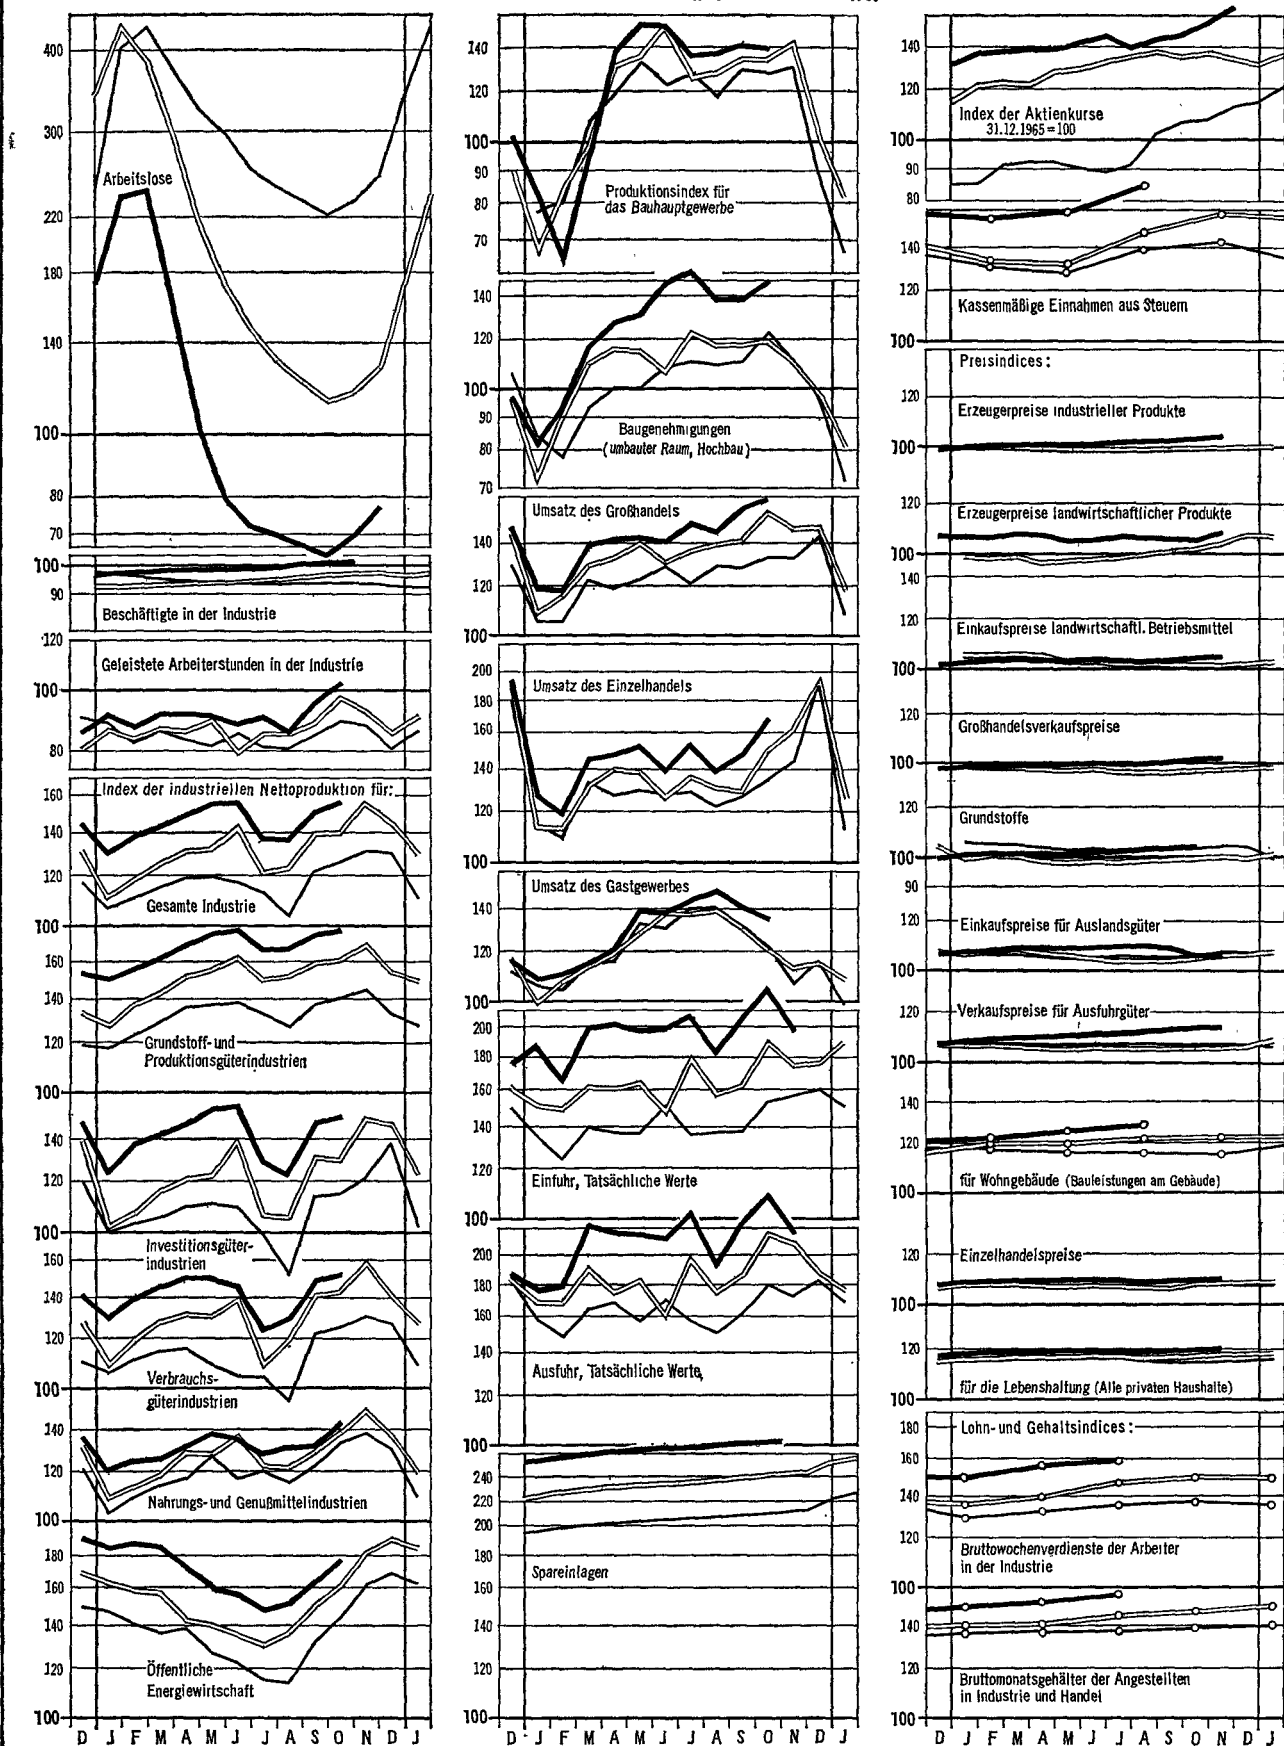 400
300
Arbeitslose
220
180
140
100
80
70
100
90
Beschäftigte in der Industrie
120
Geleistete Arbeiterstunden in der Industrie
100
80
Index der industriellen Nettoproduktion für:
160
140
120
Gesamte Industrie
100
160
140
120
Grundstoff- und
Produktionsgüterindustrien
100
140
120
100
Investitionsgüter-
industrien
160
140
120
Verbrauchs-
güterindustrien
100
140
120
Nahrungs- und Genußmittelindustrien
100
180
160
140
120
Öffentliche
Energiewirtschaft
100
D J F M A M J J A S O N D J
140
120
100
90
80
70
Produktionsindex für
das Bauhauptgewerbe
140
120
100
90
80
70
Baugenehmigungen
(umbauter Raum, Hochbau)
Umsatz des Großhandels
140
120
100
200
180
160
140
120
100
Umsatz des Einzelhandels
Umsatz des Gastgewerbes
140
120
100
200
180
160
140
120
100
Einfuhr, Tatsächliche Werte
200
180
160
140
120
100
Ausfuhr, Tatsächliche Werte
240
220
200
180
160
140
120
100
Spareinlagen
D J F M A M J J A S O N D J
140
120
100
90
80
Index der Aktienkurse
31.12.1965=100
140
120
100
Kassenmäßige Einnahmen aus Steuern
Preisindices:
120
Erzeugerpreise industrieller Produkte
100
120
Erzeugerpreise landwirtschaftlicher Produkte
100
140
120
Einkaufspreise landwirtschaftl. Betriebsmittel
100
120
Großhandelsverkaufspreise
100
120
Grundstoffe
100
90
120
Einkaufspreise für Auslandsgüter
100
120
Verkaufspreise für Ausfuhrgüter
100
140
120
für Wohngebäude (Bauleistungen am Gebäude)
100
120
Einzelhandelspreise
100
120
für die Lebenshaltung (Alle privaten Haushalte)
100
180
Lohn- und Gehaltsindices:
160
140
120
Bruttowochenverdienste der Arbeiter
in der Industrie
100
140
120
Bruttomonatsgehälter der Angestellten
in Industrie und Handel
100
D J F M A M J J A S O N D J